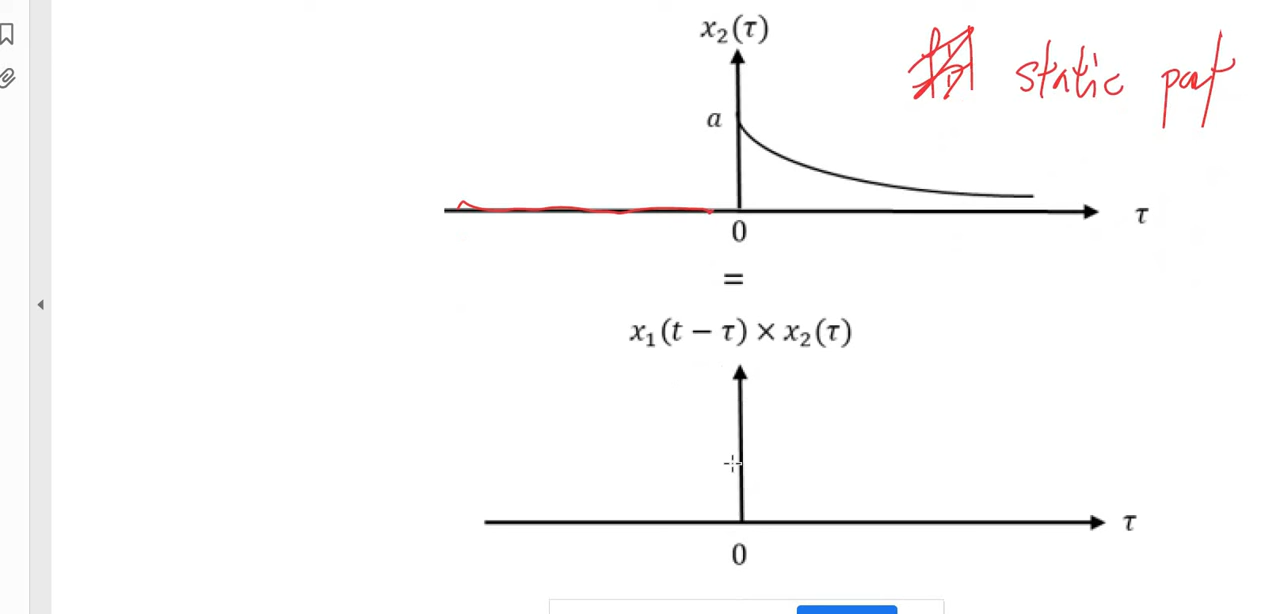 x₂(τ)
static part
a
τ
0
=
x₁(t − τ) × x₂(τ)
τ
0